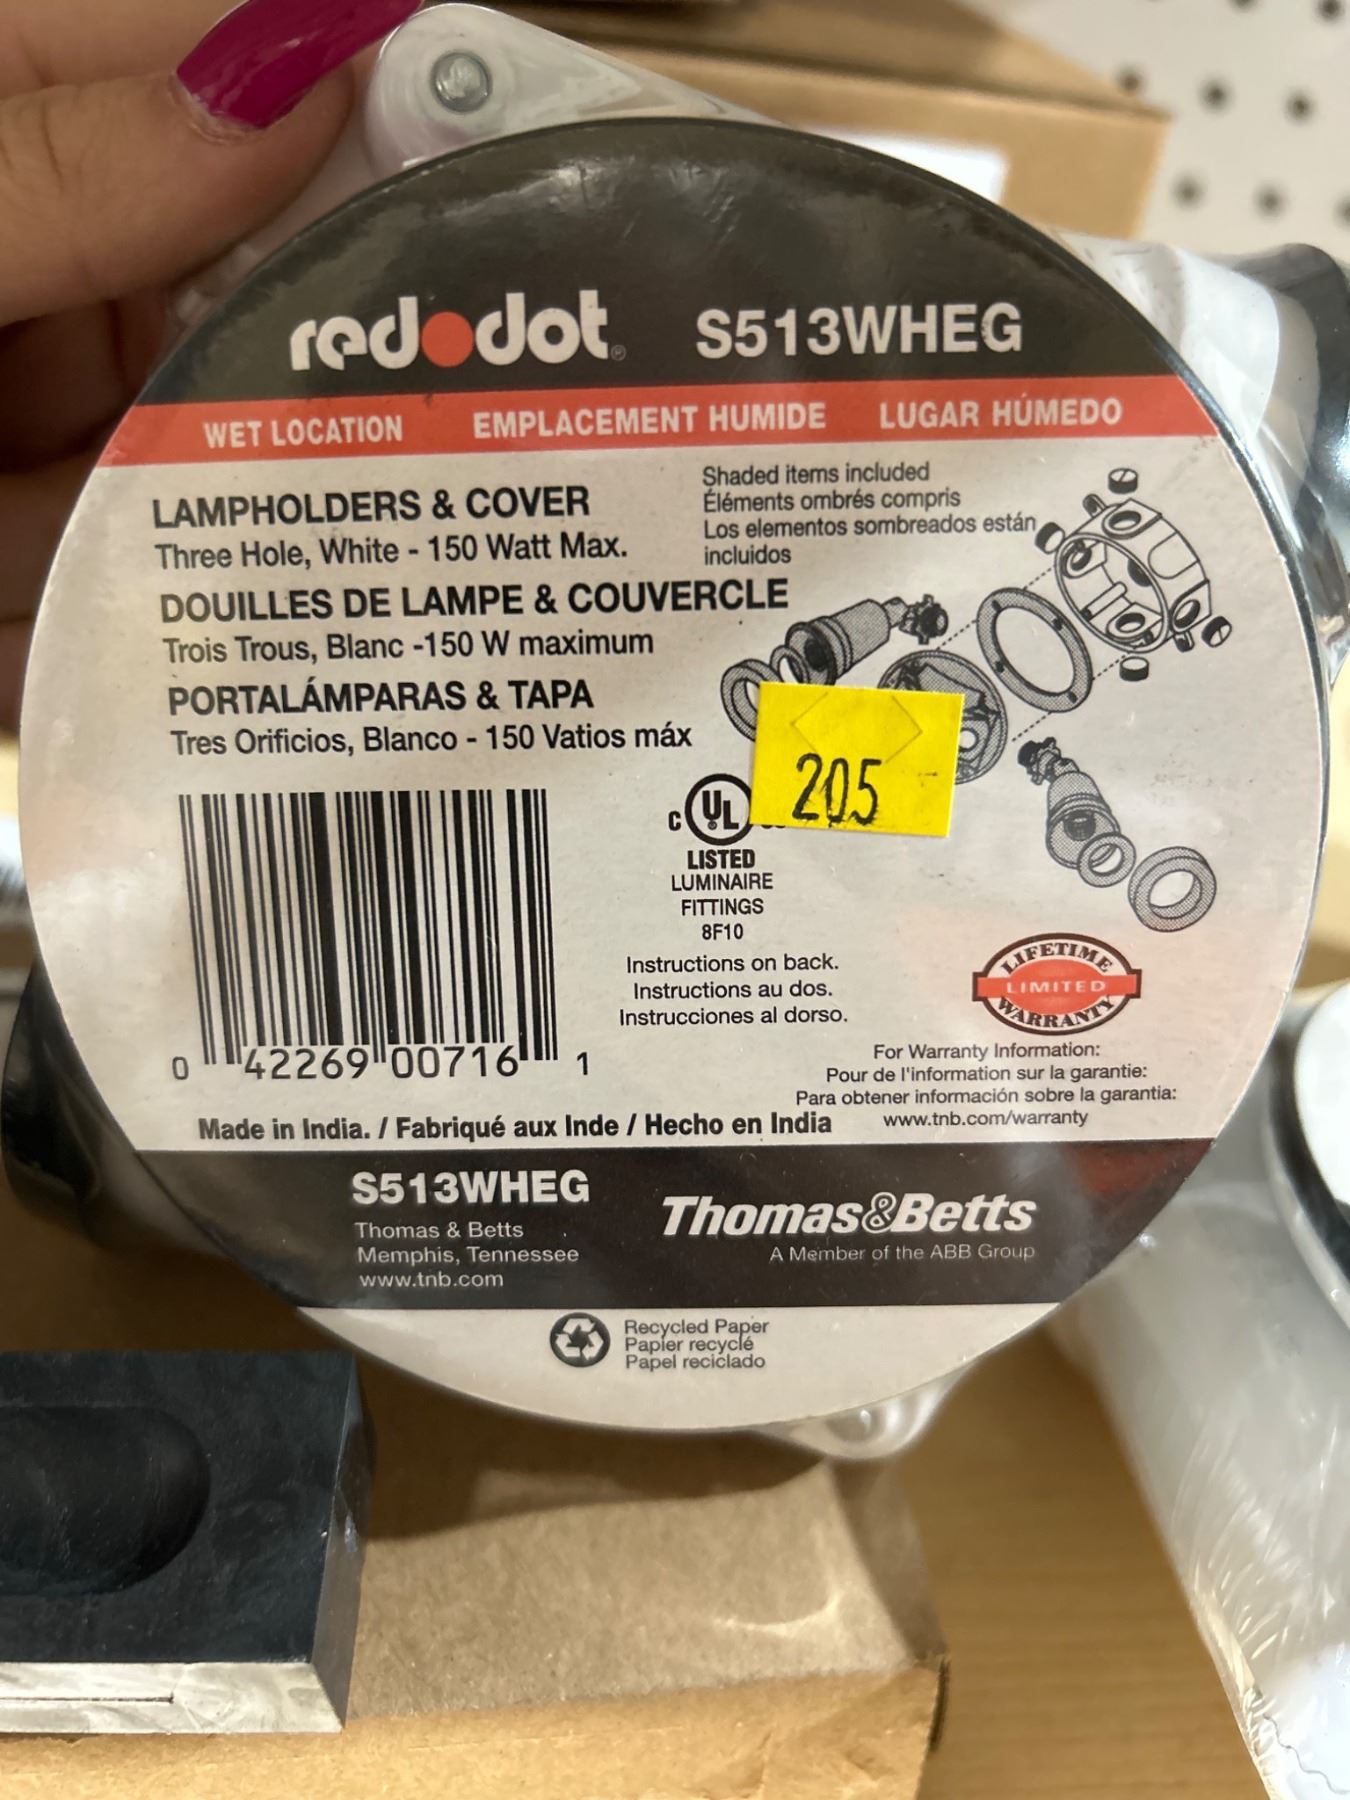 red•dot® S513WHEG
WET LOCATION EMPLACEMENT HUMIDE LUGAR HÚMEDO
LAMPHOLDERS & COVER
Three Hole, White - 150 Watt Max.
DOUILLES DE LAMPE & COUVERCLE
Trois Trous, Blanc -150 W maximum
PORTALÁMPARAS & TAPA
Tres Orificios, Blanco - 150 Vatios máx
Shaded items included
Éléments ombrés compris
Los elementos sombreados están
incluidos
205
C UL
LISTED
LUMINAIRE
FITTINGS
8F10
Instructions on back.
Instructions au dos.
Instrucciones al dorso.
LIFETIME
LIMITED
WARRANTY
0 42269 00716 1
For Warranty Information:
Pour de l'information sur la garantie:
Para obtener información sobre la garantia:
www.tnb.com/warranty
Made in India. / Fabriqué aux Inde / Hecho en India
S513WHEG
Thomas & Betts
Memphis, Tennessee
www.tnb.com
Thomas&Betts
A Member of the ABB Group
Recycled Paper
Papier recyclé
Papel reciclado